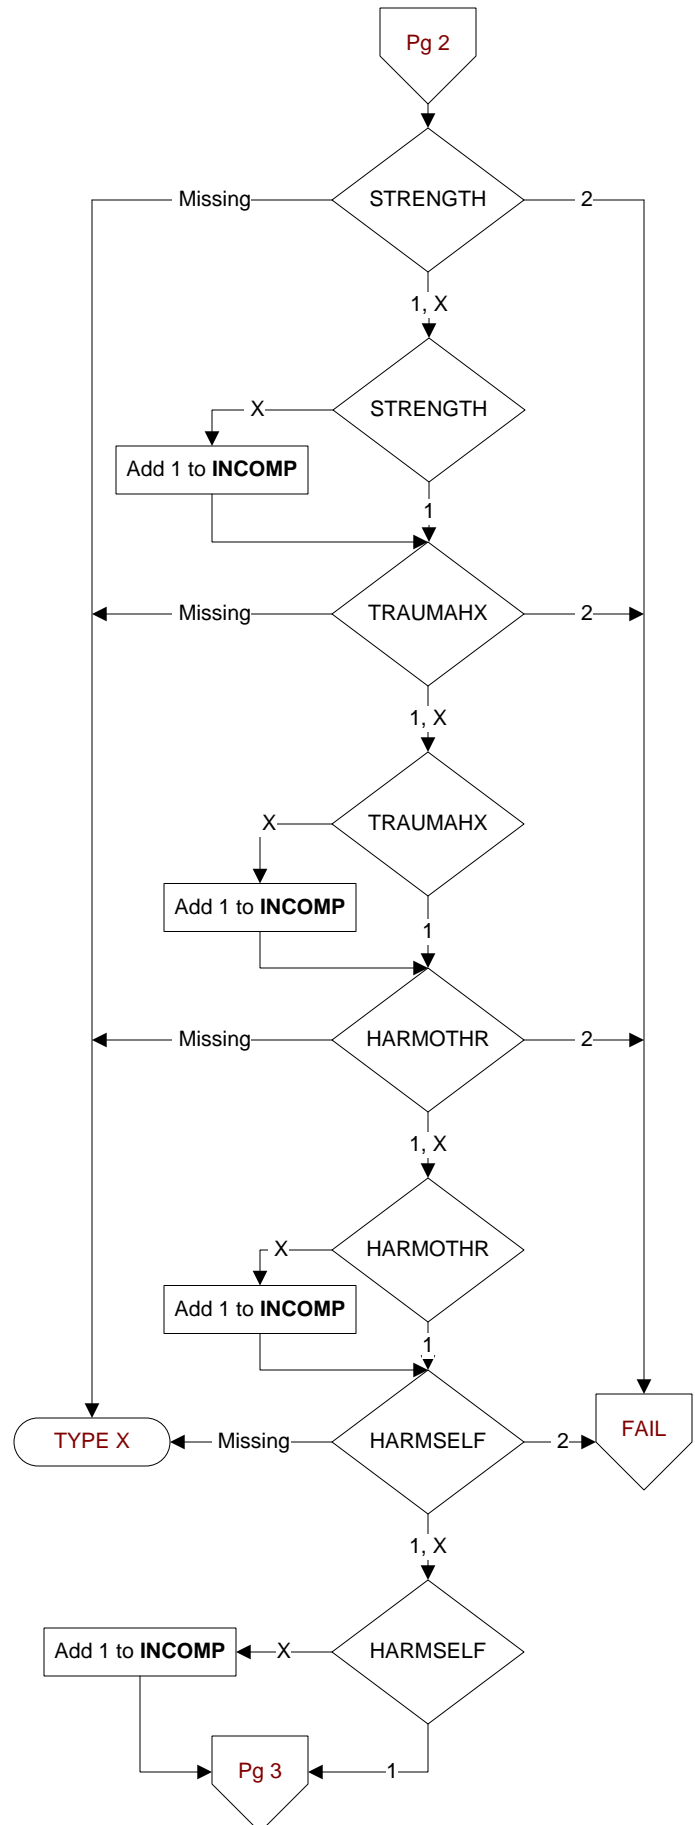 Pg 2
Missing
STRENGTH
2
1, X
X
STRENGTH
Add 1 to INCOMP
1
Missing
TRAUMAHX
2
1, X
X
TRAUMAHX
Add 1 to INCOMP
1
Missing
HARMOTHR
2
1, X
X
HARMOTHR
Add 1 to INCOMP
1
TYPE X
Missing
HARMSELF
2
FAIL
1, X
Add 1 to INCOMP
X
HARMSELF
Pg 3
1